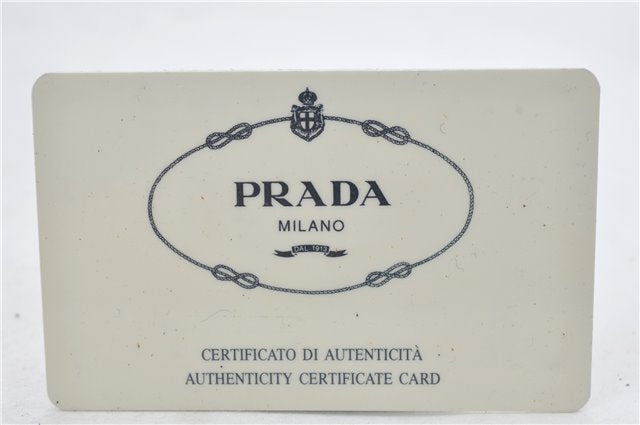 PRADA
MILANO
DAL 1913
CERTIFICATO DI AUTENTICITÀ
AUTHENTICITY CERTIFICATE CARD